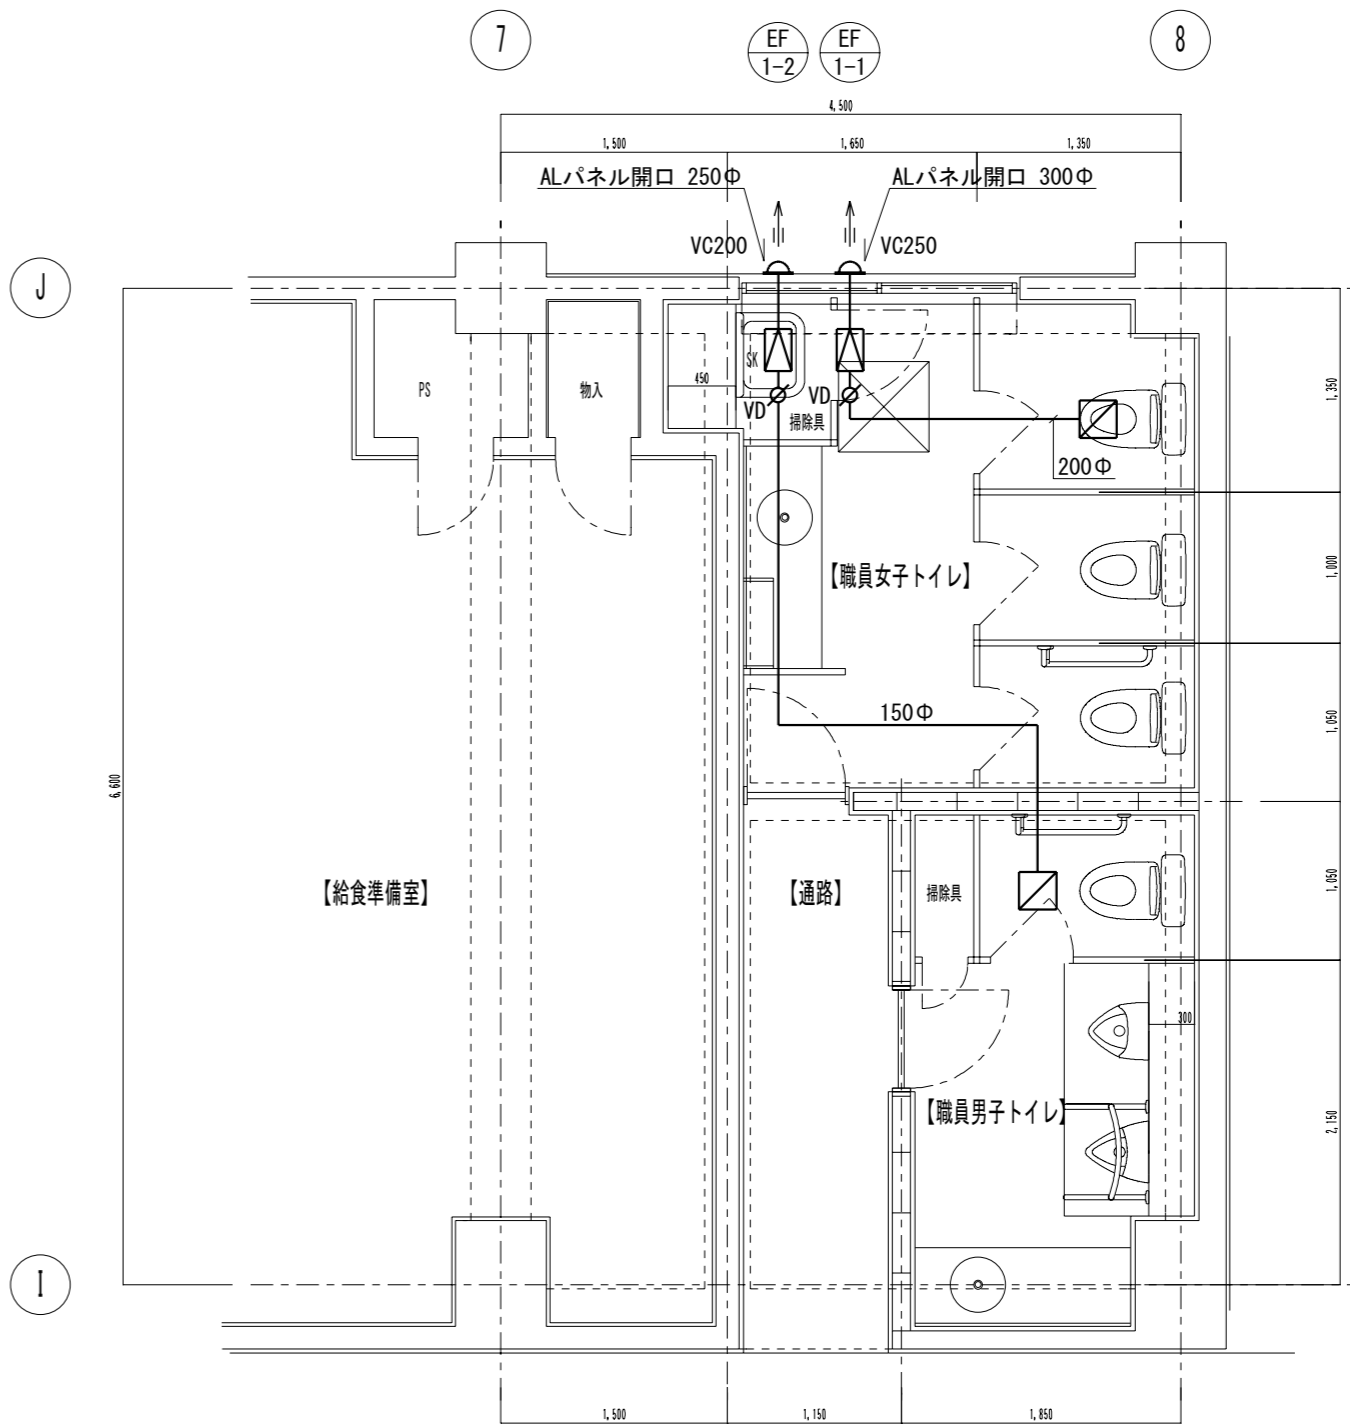 7
EF
1-2
EF
1-1
8
4,500
1,500
1,650
1,350
ALパネル開口 250Φ
ALパネル開口 300Φ
VC200
VC250
J
PS
物入
SK
450
VD
VD
掃除具
200Φ
1,350
【職員女子トイレ】
1,000
150Φ
1,050
6,600
【給食準備室】
【通路】
掃除具
1,050
300
【職員男子トイレ】
2,150
I
1,500
1,150
1,850